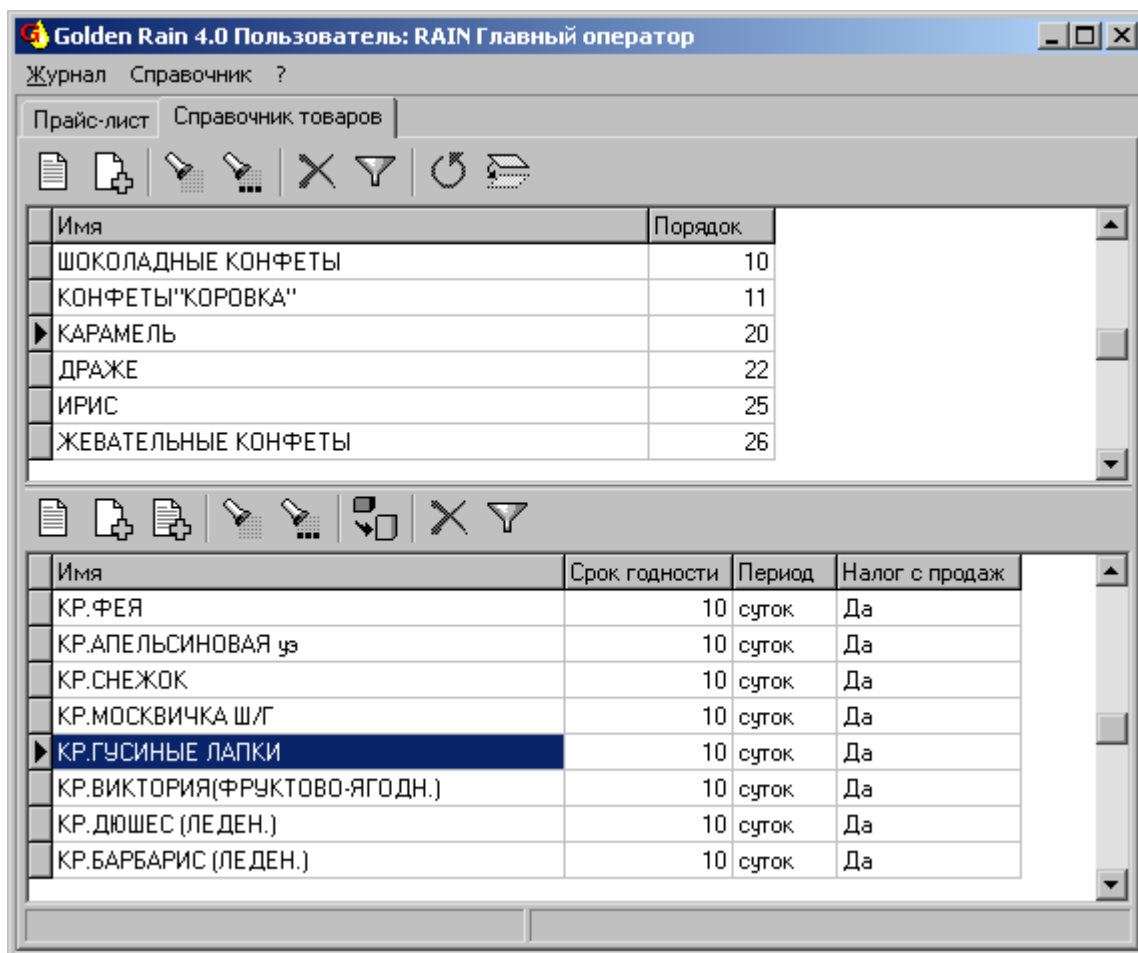 Golden Rain 4.0 Пользователь: RAIN Главный оператор
Журнал Справочник ?
Прайс-лист Справочник товаров
Имя Порядок
ШОКОЛАДНЫЕ КОНФЕТЫ 10
КОНФЕТЫ"КОРОВКА" 11
КАРАМЕЛЬ 20
ДРАЖЕ 22
ИРИС 25
ЖЕВАТЕЛЬНЫЕ КОНФЕТЫ 26
Имя Срок годности Период Налог с продаж
КР.ФЕЯ 10 суток Да
КР.АПЕЛЬСИНОВАЯ уэ 10 суток Да
КР.СНЕЖОК 10 суток Да
КР.МОСКВИЧКА Ш/Г 10 суток Да
КР.ГУСИНЫЕ ЛАПКИ 10 суток Да
КР.ВИКТОРИЯ(ФРУКТОВО-ЯГОДН.) 10 суток Да
КР.ДЮШЕС (ЛЕДЕН.) 10 суток Да
КР.БАРБАРИС (ЛЕДЕН.) 10 суток Да